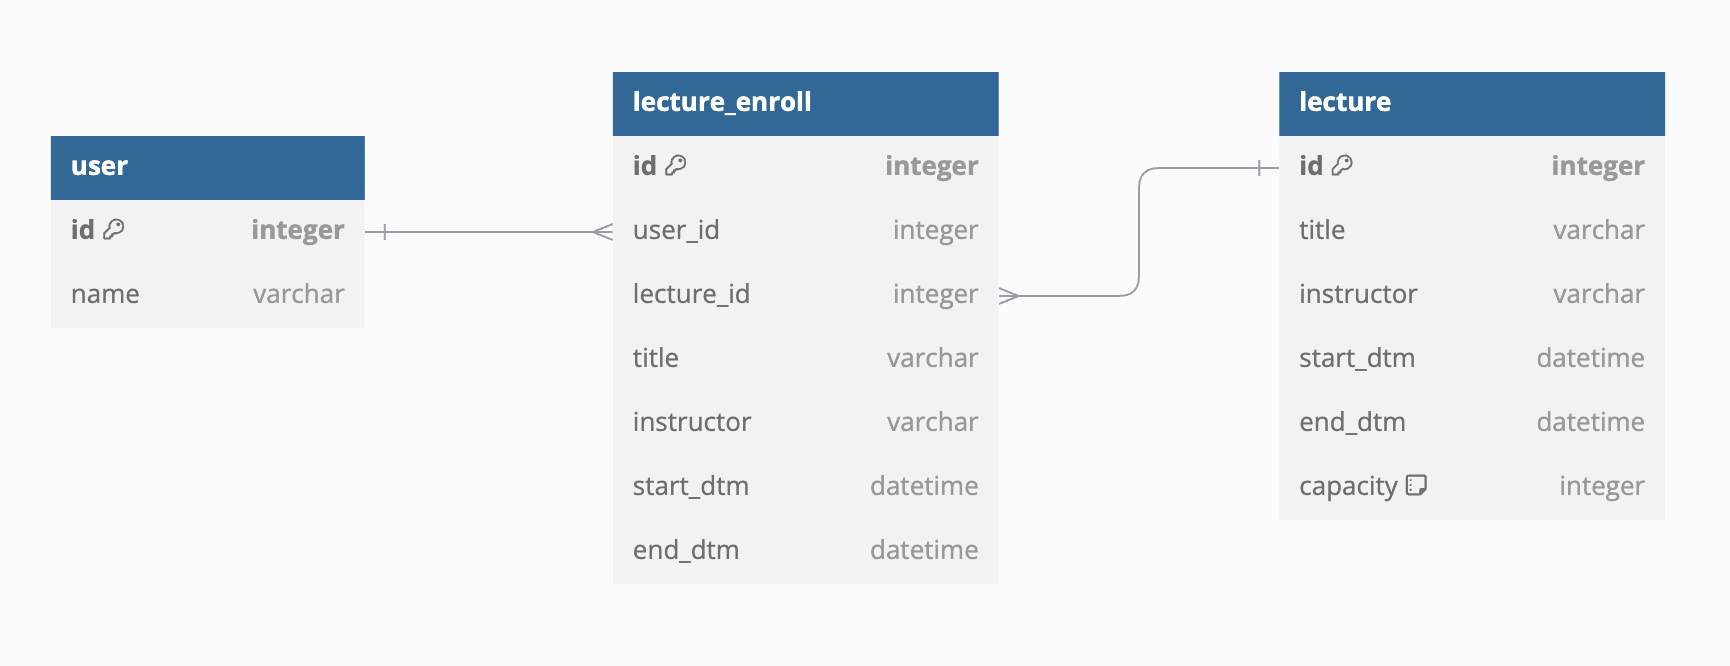 user
id integer
name varchar
lecture_enroll
id integer
user_id integer
lecture_id integer
title varchar
instructor varchar
start_dtm datetime
end_dtm datetime
lecture
id integer
title varchar
instructor varchar
start_dtm datetime
end_dtm datetime
capacity integer